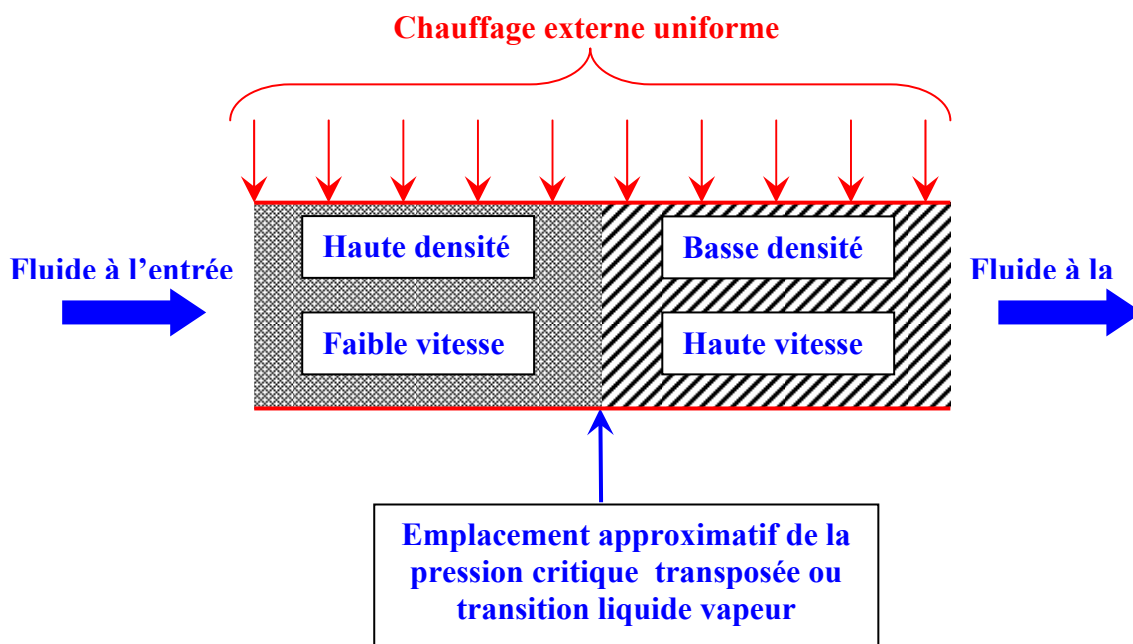 Chauffage externe uniforme
Haute densité
Basse densité
Fluide à l’entrée
Fluide à la
Faible vitesse
Haute vitesse
Emplacement approximatif de la
pression critique transposée ou
transition liquide vapeur